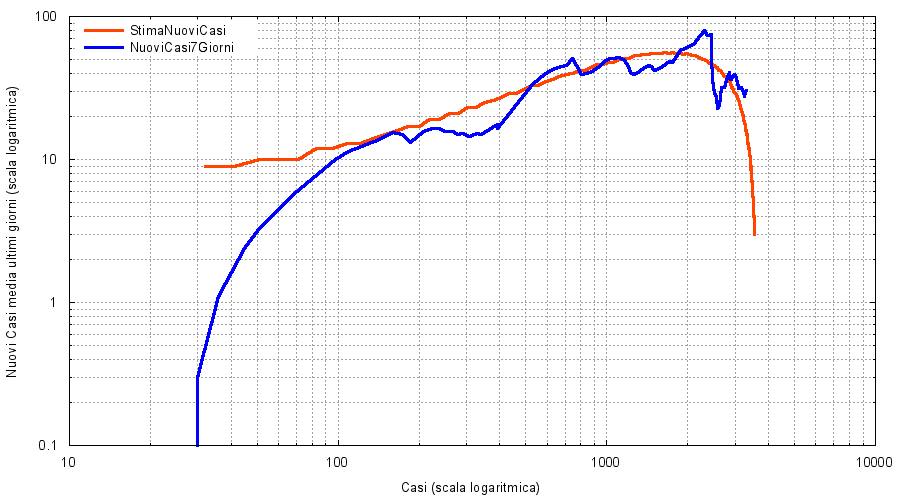 100
StimaNuoviCasi
NuoviCasi7Giorni
10
Nuovi Casi media ultimi giorni (scala logaritmica)
1
0.1
10
100
1000
10000
Casi (scala logaritmica)